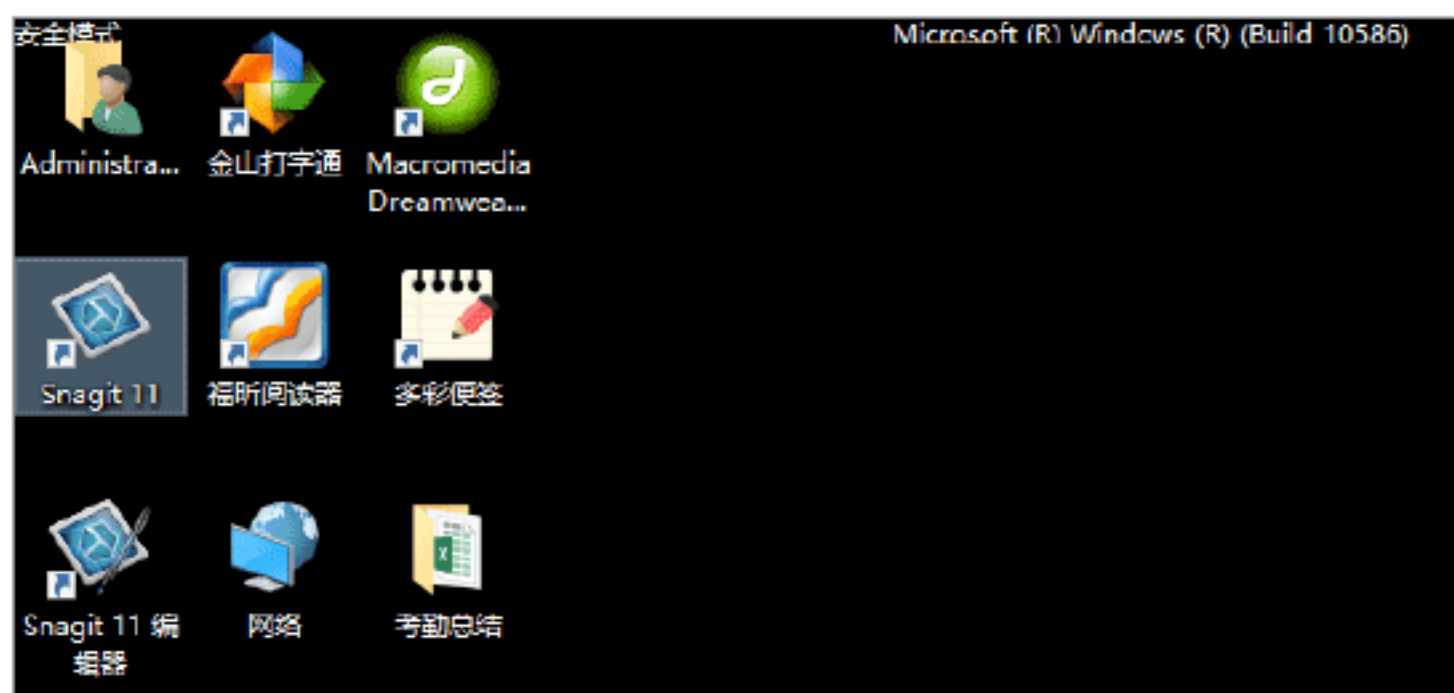 安全模式
Microsoft (R) Windows (R) (Build 10586)
Administra...
金山打字通
Macromedia
Dreamwea...
Snagit 11
福昕阅读器
多彩便签
Snagit 11 编
辑器
网络
考勤总结